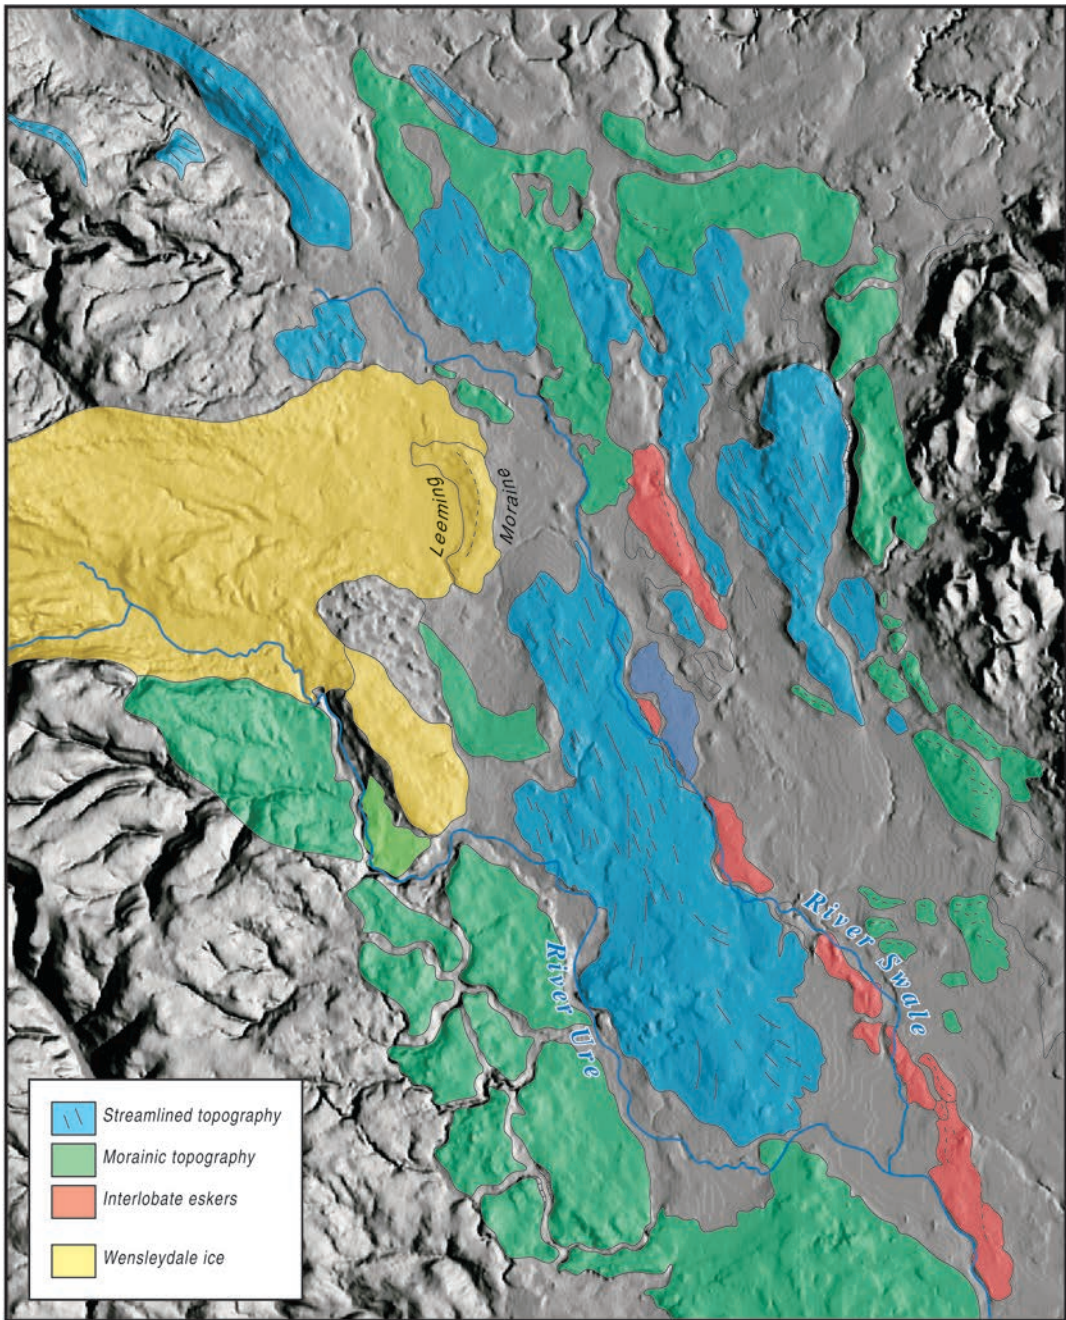 Leeming
Moraine
River Swale
River Ure
Streamlined topography
Morainic topography
Interlobate eskers
Wensleydale ice